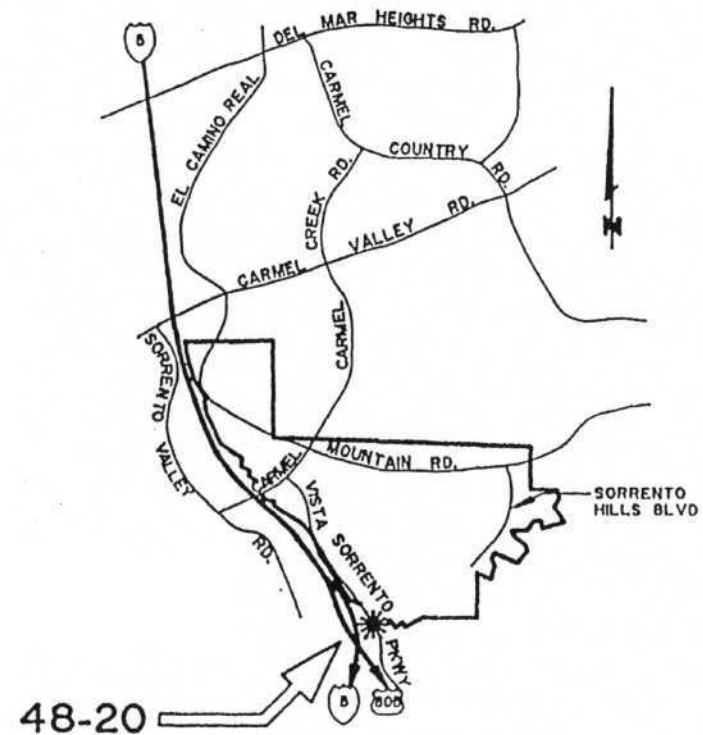 5
DEL MAR HEIGHTS RD.
EL CAMINO REAL
CARMEL
COUNTRY
RD.
CARMEL
CREEK
RD.
CARMEL
VALLEY
RD.
SORRENTO
VALLEY
RD.
CARMEL
MOUNTAIN RD.
VISTA SORRENTO
PKWY
SORRENTO
HILLS BLVD
N
48-20
5
805